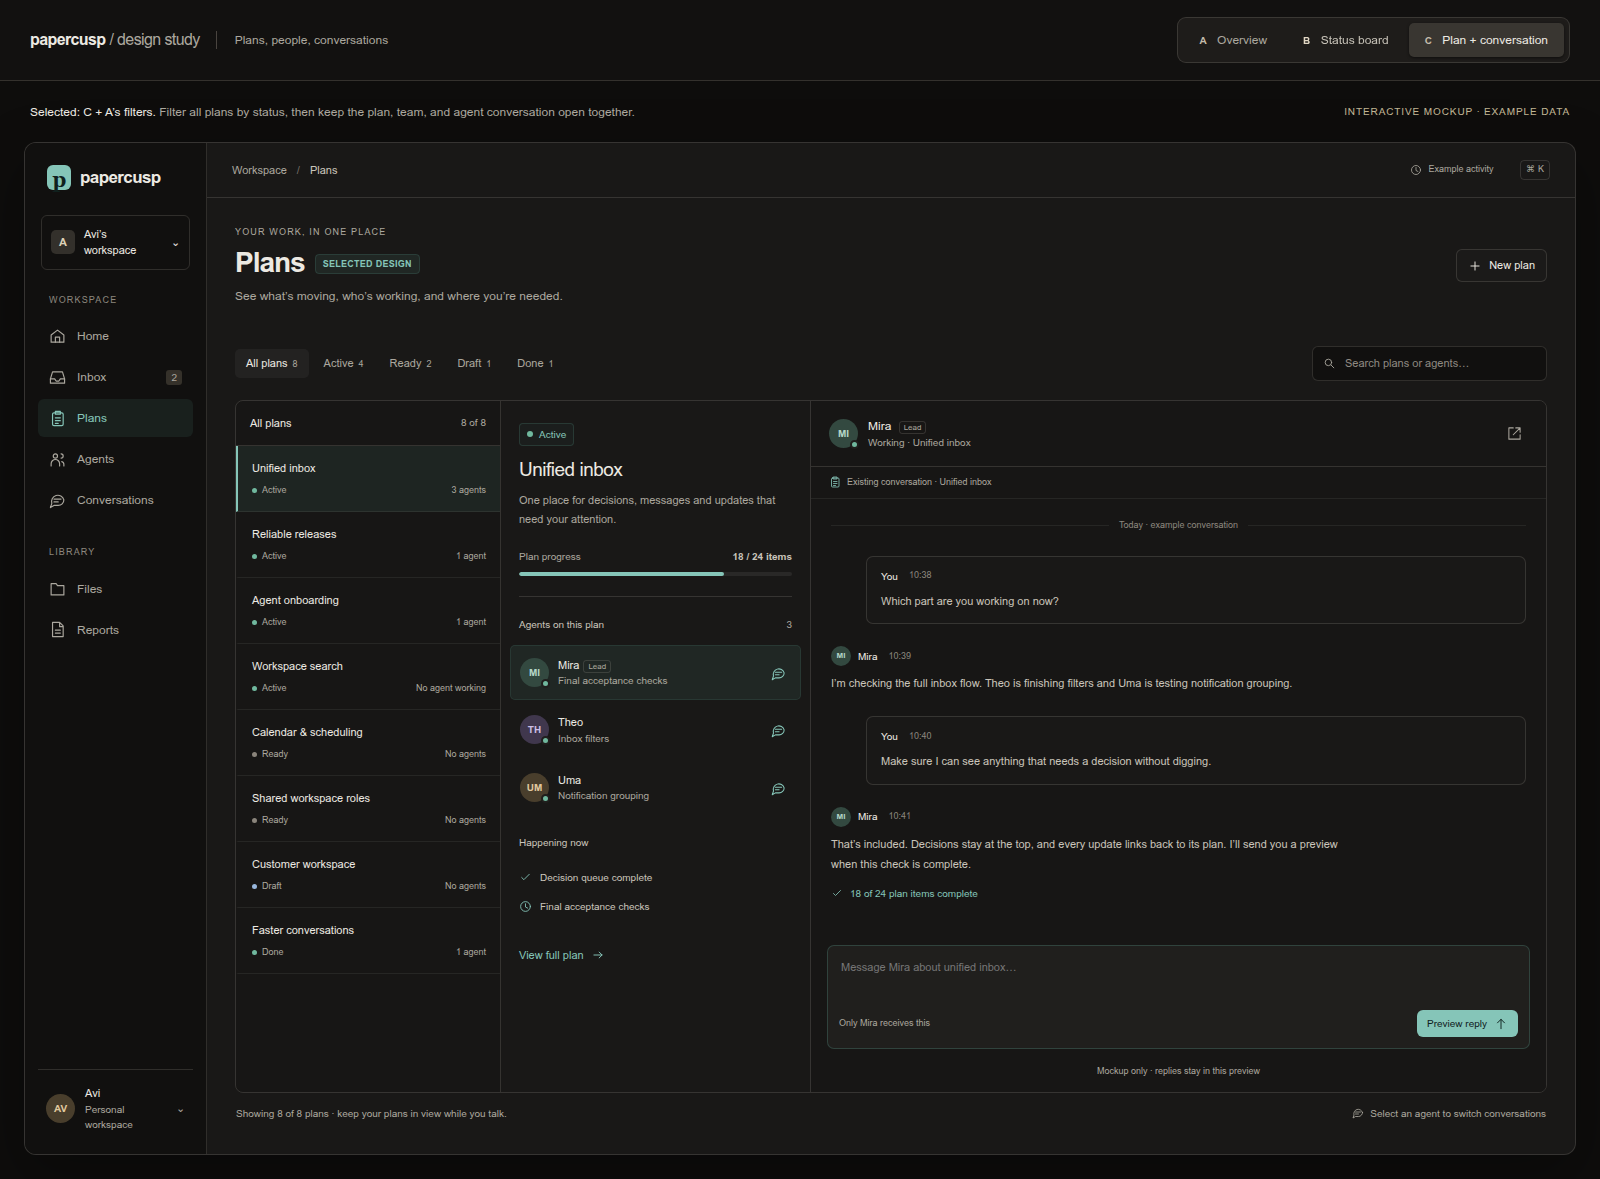 papercusp / design study
Plans, people, conversations
A Overview
B Status board
C Plan + conversation
Selected: C + A's filters. Filter all plans by status, then keep the plan, team, and agent conversation open together.
INTERACTIVE MOCKUP · EXAMPLE DATA
p papercusp
A Avi's workspace
WORKSPACE
Home
Inbox 2
Plans
Agents
Conversations
LIBRARY
Files
Reports
AV Avi
Personal workspace
Workspace / Plans
Example activity
⌘ K
YOUR WORK, IN ONE PLACE
Plans SELECTED DESIGN
See what's moving, who's working, and where you're needed.
+ New plan
All plans 8
Active 4
Ready 2
Draft 1
Done 1
Search plans or agents…
All plans 8 of 8
Unified inbox
Active 3 agents
Reliable releases
Active 1 agent
Agent onboarding
Active 1 agent
Workspace search
Active No agent working
Calendar & scheduling
Ready No agents
Shared workspace roles
Ready No agents
Customer workspace
Draft No agents
Faster conversations
Done 1 agent
Active
Unified inbox
One place for decisions, messages and updates that
need your attention.
Plan progress 18 / 24 items
Agents on this plan 3
MI Mira Lead
Final acceptance checks
TH Theo
Inbox filters
UM Uma
Notification grouping
Happening now
Decision queue complete
Final acceptance checks
View full plan →
MI Mira Lead
Working · Unified inbox
Existing conversation · Unified inbox
Today · example conversation
You 10:38
Which part are you working on now?
MI Mira 10:39
I'm checking the full inbox flow. Theo is finishing filters and Uma is testing notification grouping.
You 10:40
Make sure I can see anything that needs a decision without digging.
MI Mira 10:41
That's included. Decisions stay at the top, and every update links back to its plan. I'll send you a preview
when this check is complete.
18 of 24 plan items complete
Message Mira about unified inbox…
Only Mira receives this
Preview reply ↑
Mockup only · replies stay in this preview
Showing 8 of 8 plans · keep your plans in view while you talk.
Select an agent to switch conversations